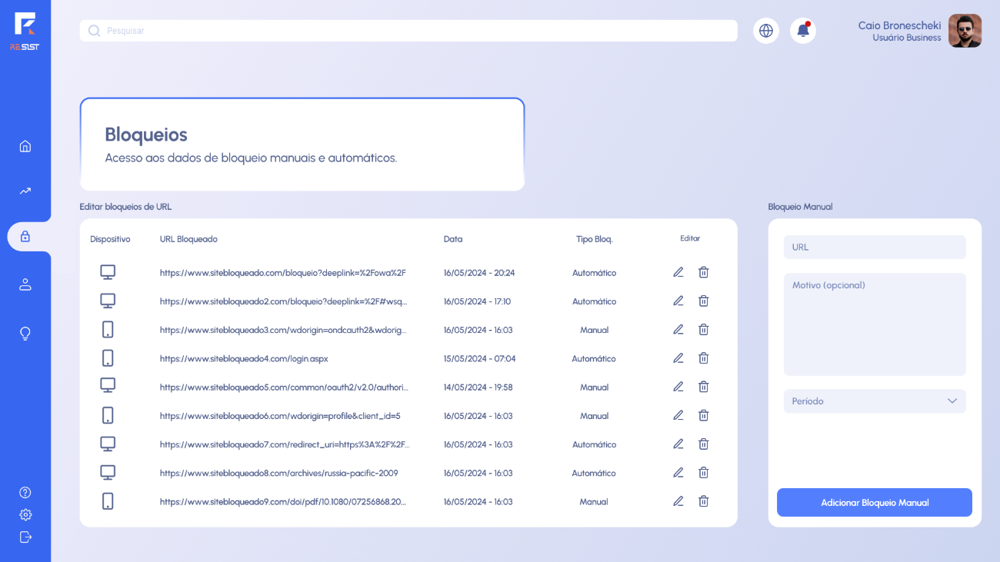 RESIST
Pesquisar
Caio Bronescheki
Usuário Business
Bloqueios
Acesso aos dados de bloqueio manuais e automáticos.
Editar bloqueios de URL
Dispositivo URL Bloqueado Data Tipo Bloq. Editar
https://www.sitebloqueado.com/bloqueio?deeplink=%2Fowa%2F 16/05/2024 - 20:24 Automático
https://www.sitebloqueado2.com/bloqueio?deeplink=%2F#wsq... 16/05/2024 - 17:10 Automático
https://www.sitebloqueado3.com/wdorigin=ondcauth2&wdorig... 16/05/2024 - 16:03 Manual
https://www.sitebloqueado4.com/login.aspx 15/05/2024 - 07:04 Automático
https://www.sitebloqueado5.com/common/oauth2/v2.0/authori... 14/05/2024 - 19:58 Manual
https://www.sitebloqueado6.com/wdorigin=profile&client_id=5 16/05/2024 - 16:03 Manual
https://www.sitebloqueado7.com/redirect_uri=https%3A%2F%2F... 16/05/2024 - 16:03 Automático
https://www.sitebloqueado8.com/archives/russia-pacific-2009 16/05/2024 - 16:03 Automático
https://www.sitebloqueado9.com/doi/pdf/10.1080/07256868.20... 16/05/2024 - 16:03 Manual
Bloqueio Manual
URL
Motivo (opcional)
Período
Adicionar Bloqueio Manual